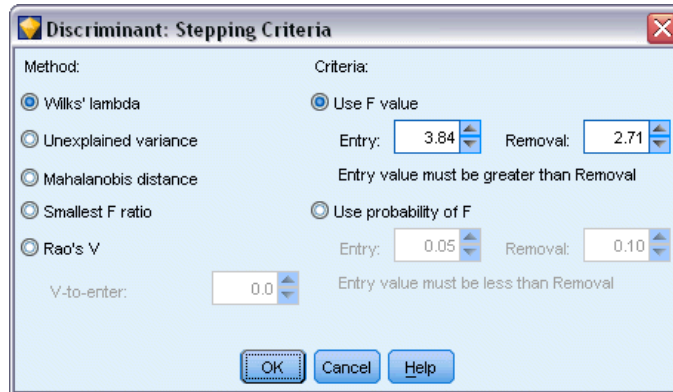 Discriminant: Stepping Criteria
Method:
Wilks' lambda
Unexplained variance
Mahalanobis distance
Smallest F ratio
Rao's V
V-to-enter: 0.0
Criteria:
Use F value
Entry: 3.84 Removal: 2.71
Entry value must be greater than Removal
Use probability of F
Entry: 0.05 Removal: 0.10
Entry value must be less than Removal
OK Cancel Help